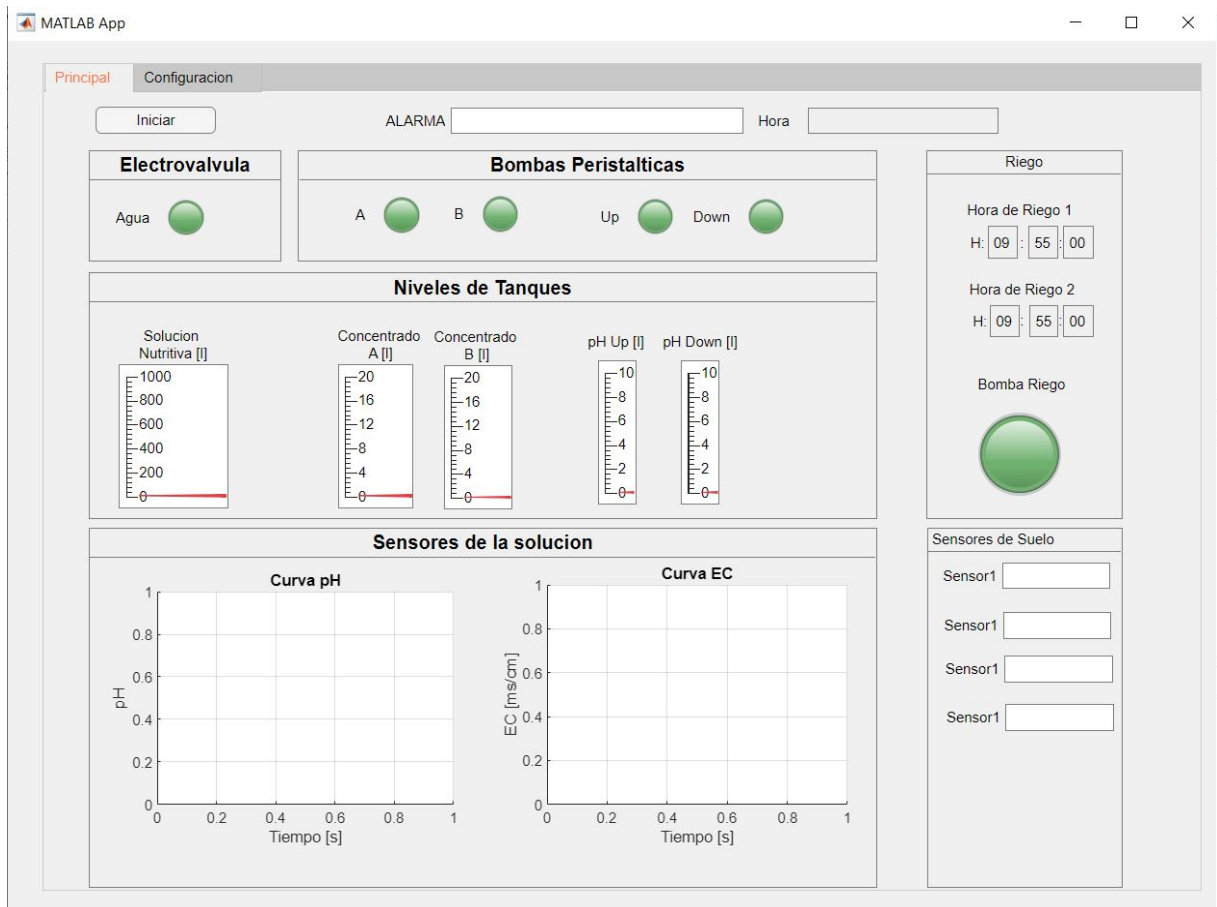 MATLAB App
Principal Configuracion
Iniciar ALARMA Hora
Electrovalvula
Agua
Bombas Peristalticas
A B Up Down
Riego
Hora de Riego 1
H: 09 : 55 : 00
Hora de Riego 2
H: 09 : 55 : 00
Bomba Riego
Niveles de Tanques
Solucion
Nutritiva [l]
1000
800
600
400
200
0
Concentrado
A [l]
20
16
12
8
4
0
Concentrado
B [l]
20
16
12
8
4
0
pH Up [l]
10
8
6
4
2
0
pH Down [l]
10
8
6
4
2
0
Sensores de la solucion
Curva pH
1
0.8
0.6
0.4
0.2
0
pH
0 0.2 0.4 0.6 0.8 1
Tiempo [s]
Curva EC
1
0.8
0.6
0.4
0.2
0
EC [ms/cm]
0 0.2 0.4 0.6 0.8 1
Tiempo [s]
Sensores de Suelo
Sensor1
Sensor1
Sensor1
Sensor1